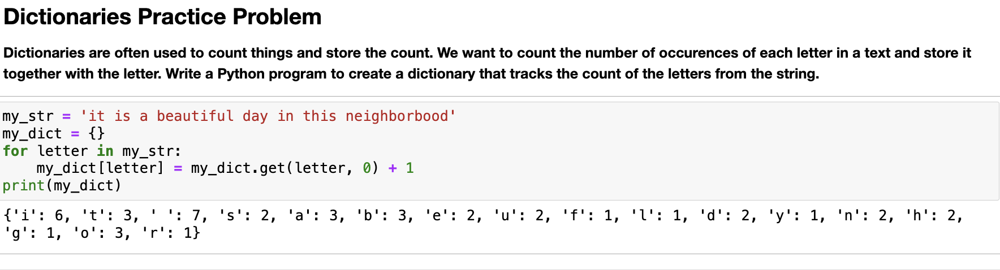 Dictionaries Practice Problem
Dictionaries are often used to count things and store the count. We want to count the number of occurences of each letter in a text and store it
together with the letter. Write a Python program to create a dictionary that tracks the count of the letters from the string.
my_str = 'it is a beautiful day in this neighborbood'
my_dict = {}
for letter in my_str:
    my_dict[letter] = my_dict.get(letter, 0) + 1
print(my_dict)
{'i': 6, 't': 3, ' ': 7, 's': 2, 'a': 3, 'b': 3, 'e': 2, 'u': 2, 'f': 1, 'l': 1, 'd': 2, 'y': 1, 'n': 2, 'h': 2,
'g': 1, 'o': 3, 'r': 1}